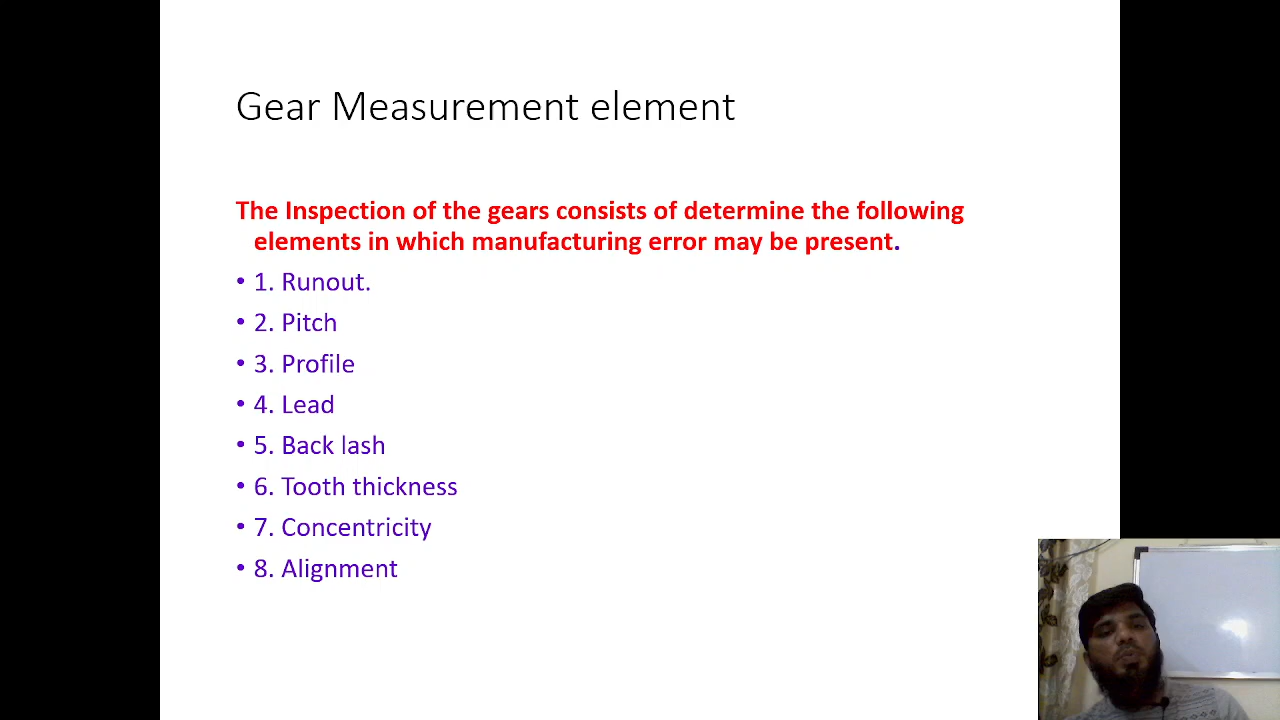 Gear Measurement element
The Inspection of the gears consists of determine the following
elements in which manufacturing error may be present.
• 1. Runout.
• 2. Pitch
• 3. Profile
• 4. Lead
• 5. Back lash
• 6. Tooth thickness
• 7. Concentricity
• 8. Alignment